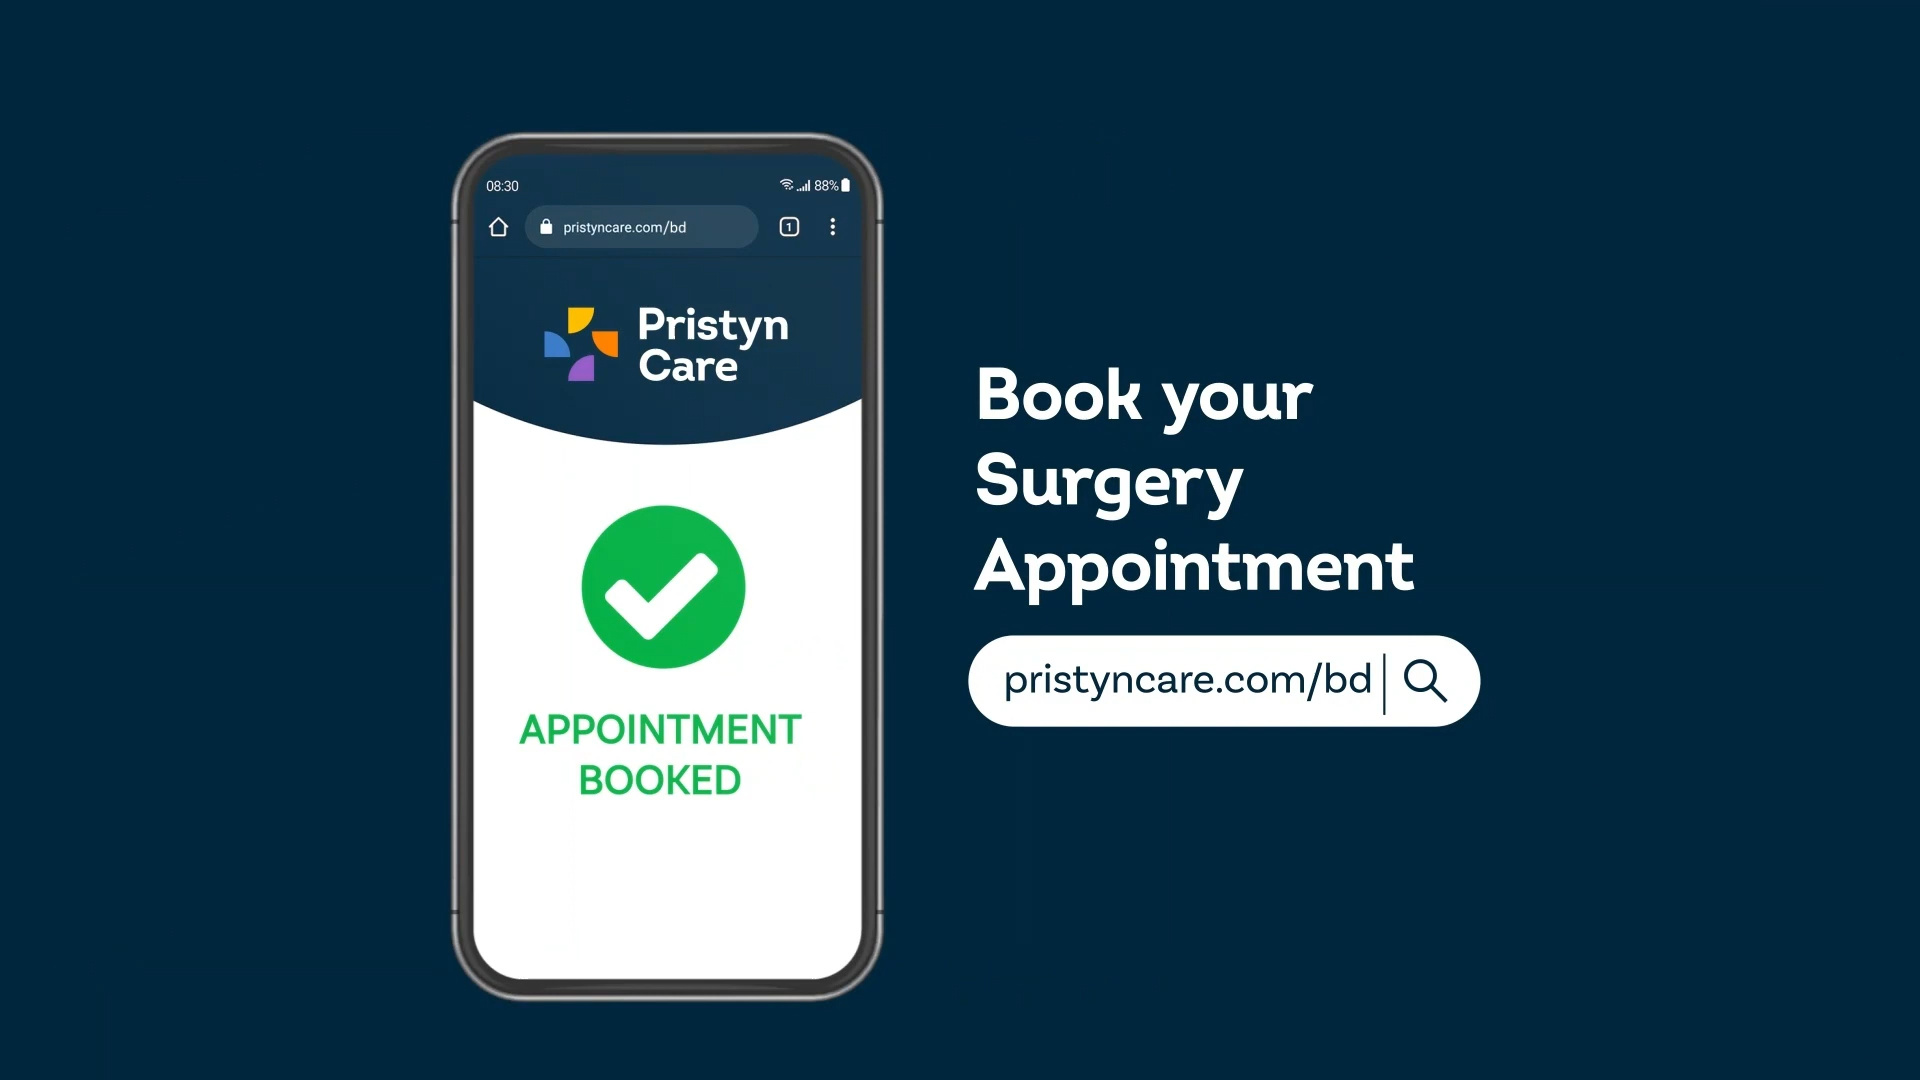 08:30
88%
pristyncare.com/bd
1
Pristyn
Care
APPOINTMENT
BOOKED
Book your
Surgery
Appointment
pristyncare.com/bd